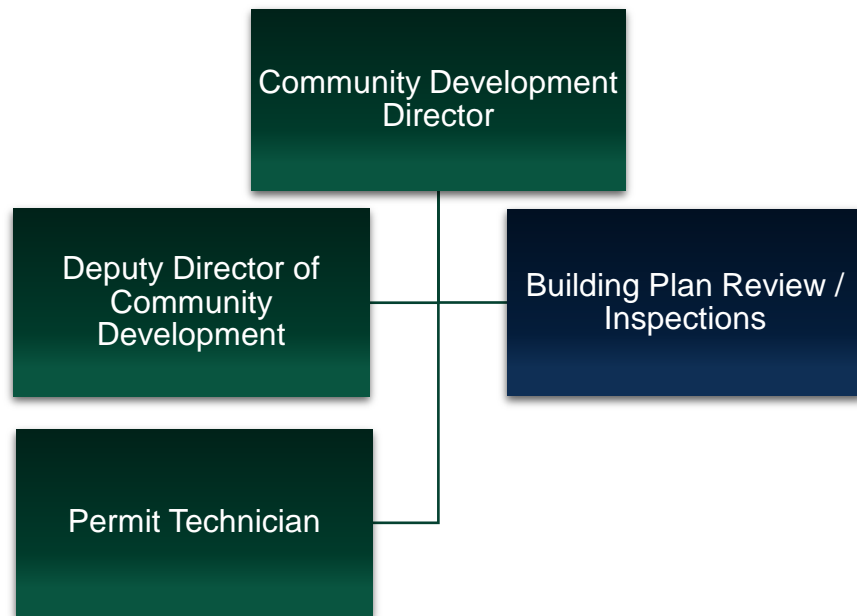 Community Development
Director
Deputy Director of
Community
Development
Building Plan Review /
Inspections
Permit Technician